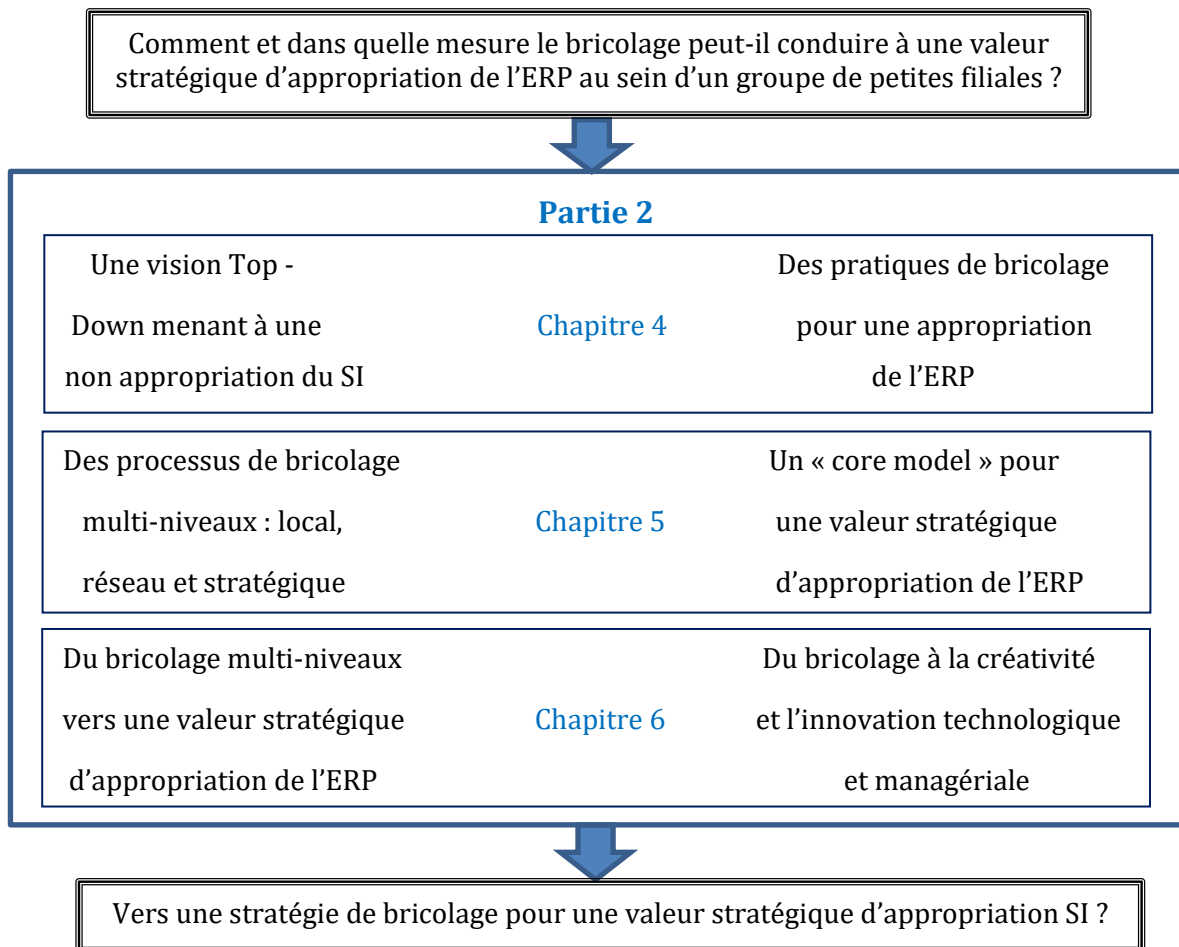 Comment et dans quelle mesure le bricolage peut-il conduire à une valeur
stratégique d’appropriation de l’ERP au sein d’un groupe de petites filiales ?
Partie 2
Une vision Top -
Down menant à une
non appropriation du SI
Chapitre 4
Des pratiques de bricolage
pour une appropriation
de l’ERP
Des processus de bricolage
multi-niveaux : local,
réseau et stratégique
Chapitre 5
Un « core model » pour
une valeur stratégique
d’appropriation de l’ERP
Du bricolage multi-niveaux
vers une valeur stratégique
d’appropriation de l’ERP
Chapitre 6
Du bricolage à la créativité
et l’innovation technologique
et managériale
Vers une stratégie de bricolage pour une valeur stratégique d’appropriation SI ?